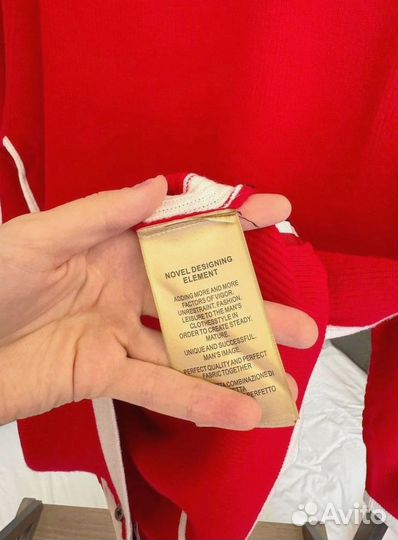 NOVEL DESIGNING
ELEMENT
ADDING MORE AND MORE
FACTORS OF VIGOR,
UNRESTRAINT, FASHION,
LEISURE TO THE MAN'S
CLOTHESSTYLE IN
ORDER TO CREATE STEADY,
MATURE,
UNIQUE AND SUCCESSFUL
MAN'S IMAGE.
PERFECT QUALITY AND PERFECT
FABRIC TOGETHER.
COMBINAZIONE DI
PERFETTO
Avito